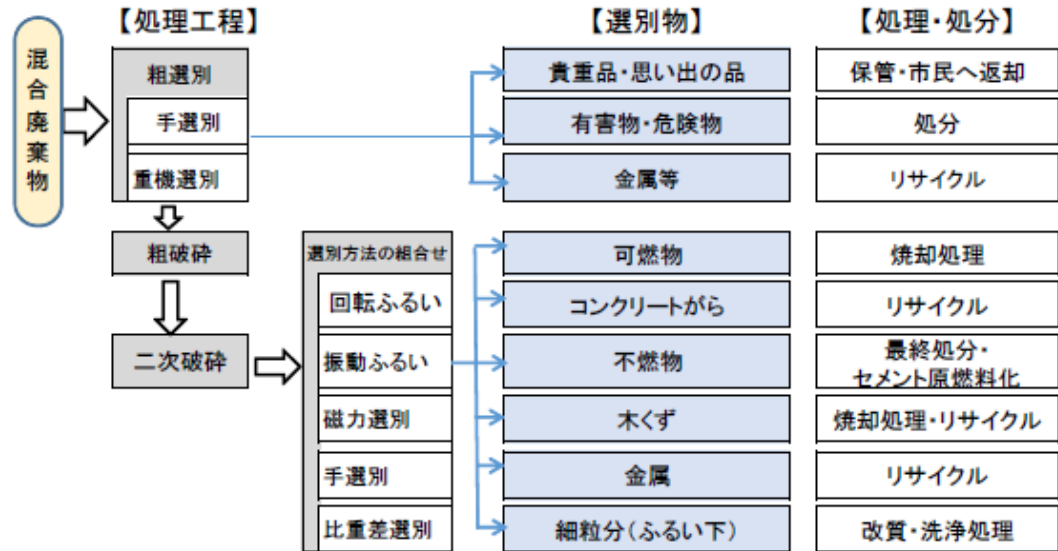 【処理工程】
【選別物】
【処理・処分】
混合廃棄物
粗選別
手選別
重機選別
貴重品・思い出の品
保管・市民へ返却
有害物・危険物
処分
金属等
リサイクル
粗破砕
二次破砕
選別方法の組合せ
回転ふるい
振動ふるい
磁力選別
手選別
比重差選別
可燃物
焼却処理
コンクリートがら
リサイクル
不燃物
最終処分・
セメント原燃料化
木くず
焼却処理・リサイクル
金属
リサイクル
細粒分（ふるい下）
改質・洗浄処理